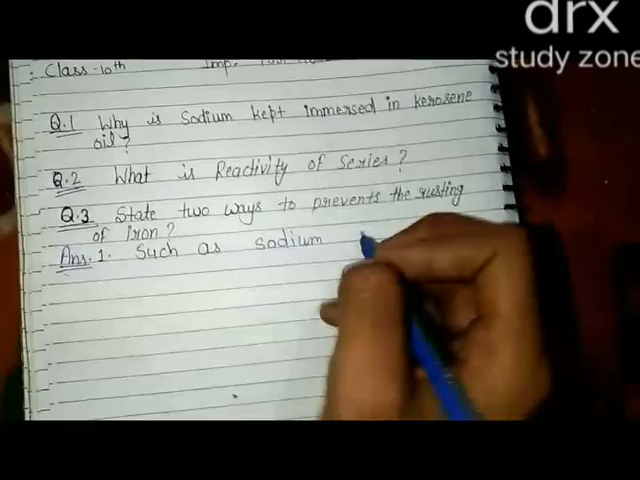 drx
study zone
: Class-10th Imp.
Q.1 Why is Sodium kept immersed in kerosene
oil?
Q.2 What is Reactivity of Series?
Q.3 State two ways to prevents the rusting
of iron?
Ans. 1. Such as sodium